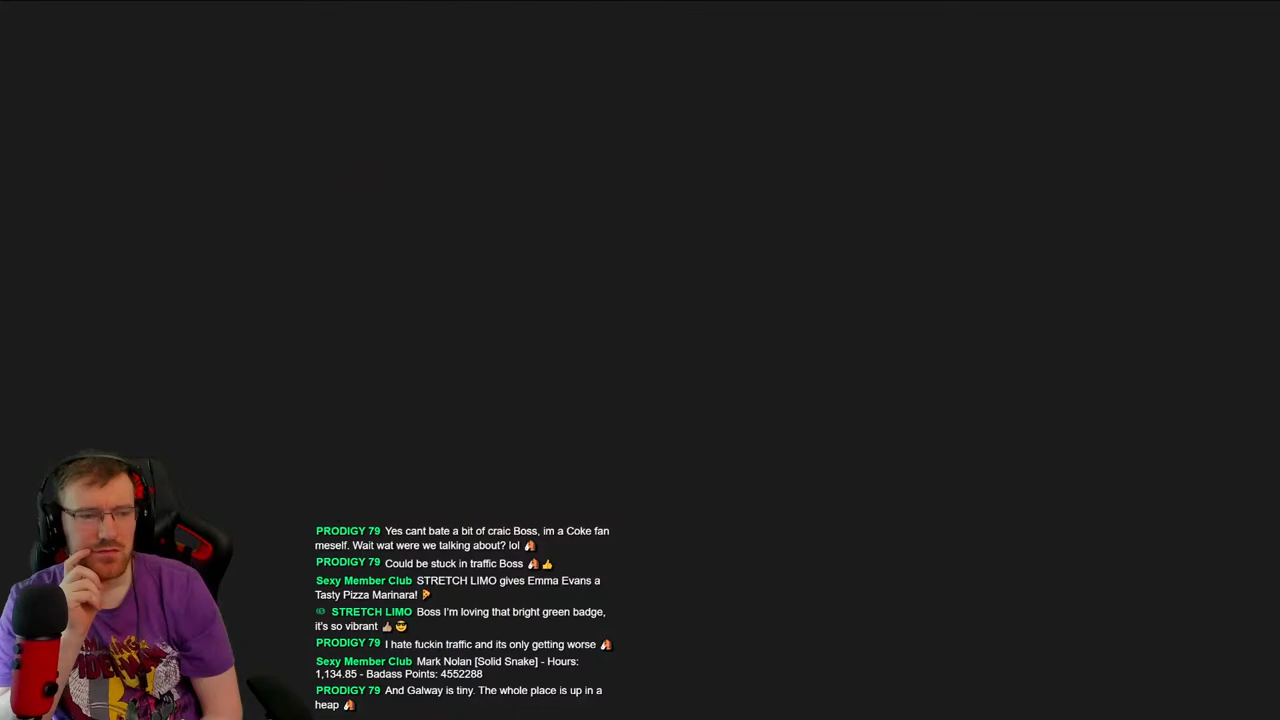 PRODIGY 79 Yes cant bate a bit of craic Boss, im a Coke fan
meself. Wait wat were we talking about? lol
PRODIGY 79 Could be stuck in traffic Boss
Sexy Member Club STRETCH LIMO gives Emma Evans a
Tasty Pizza Marinara!
STRETCH LIMO Boss I'm loving that bright green badge,
it's so vibrant
PRODIGY 79 I hate fuckin traffic and its only getting worse
Sexy Member Club Mark Nolan [Solid Snake] - Hours:
1,134.85 - Badass Points: 4552288
PRODIGY 79 And Galway is tiny. The whole place is up in a
heap